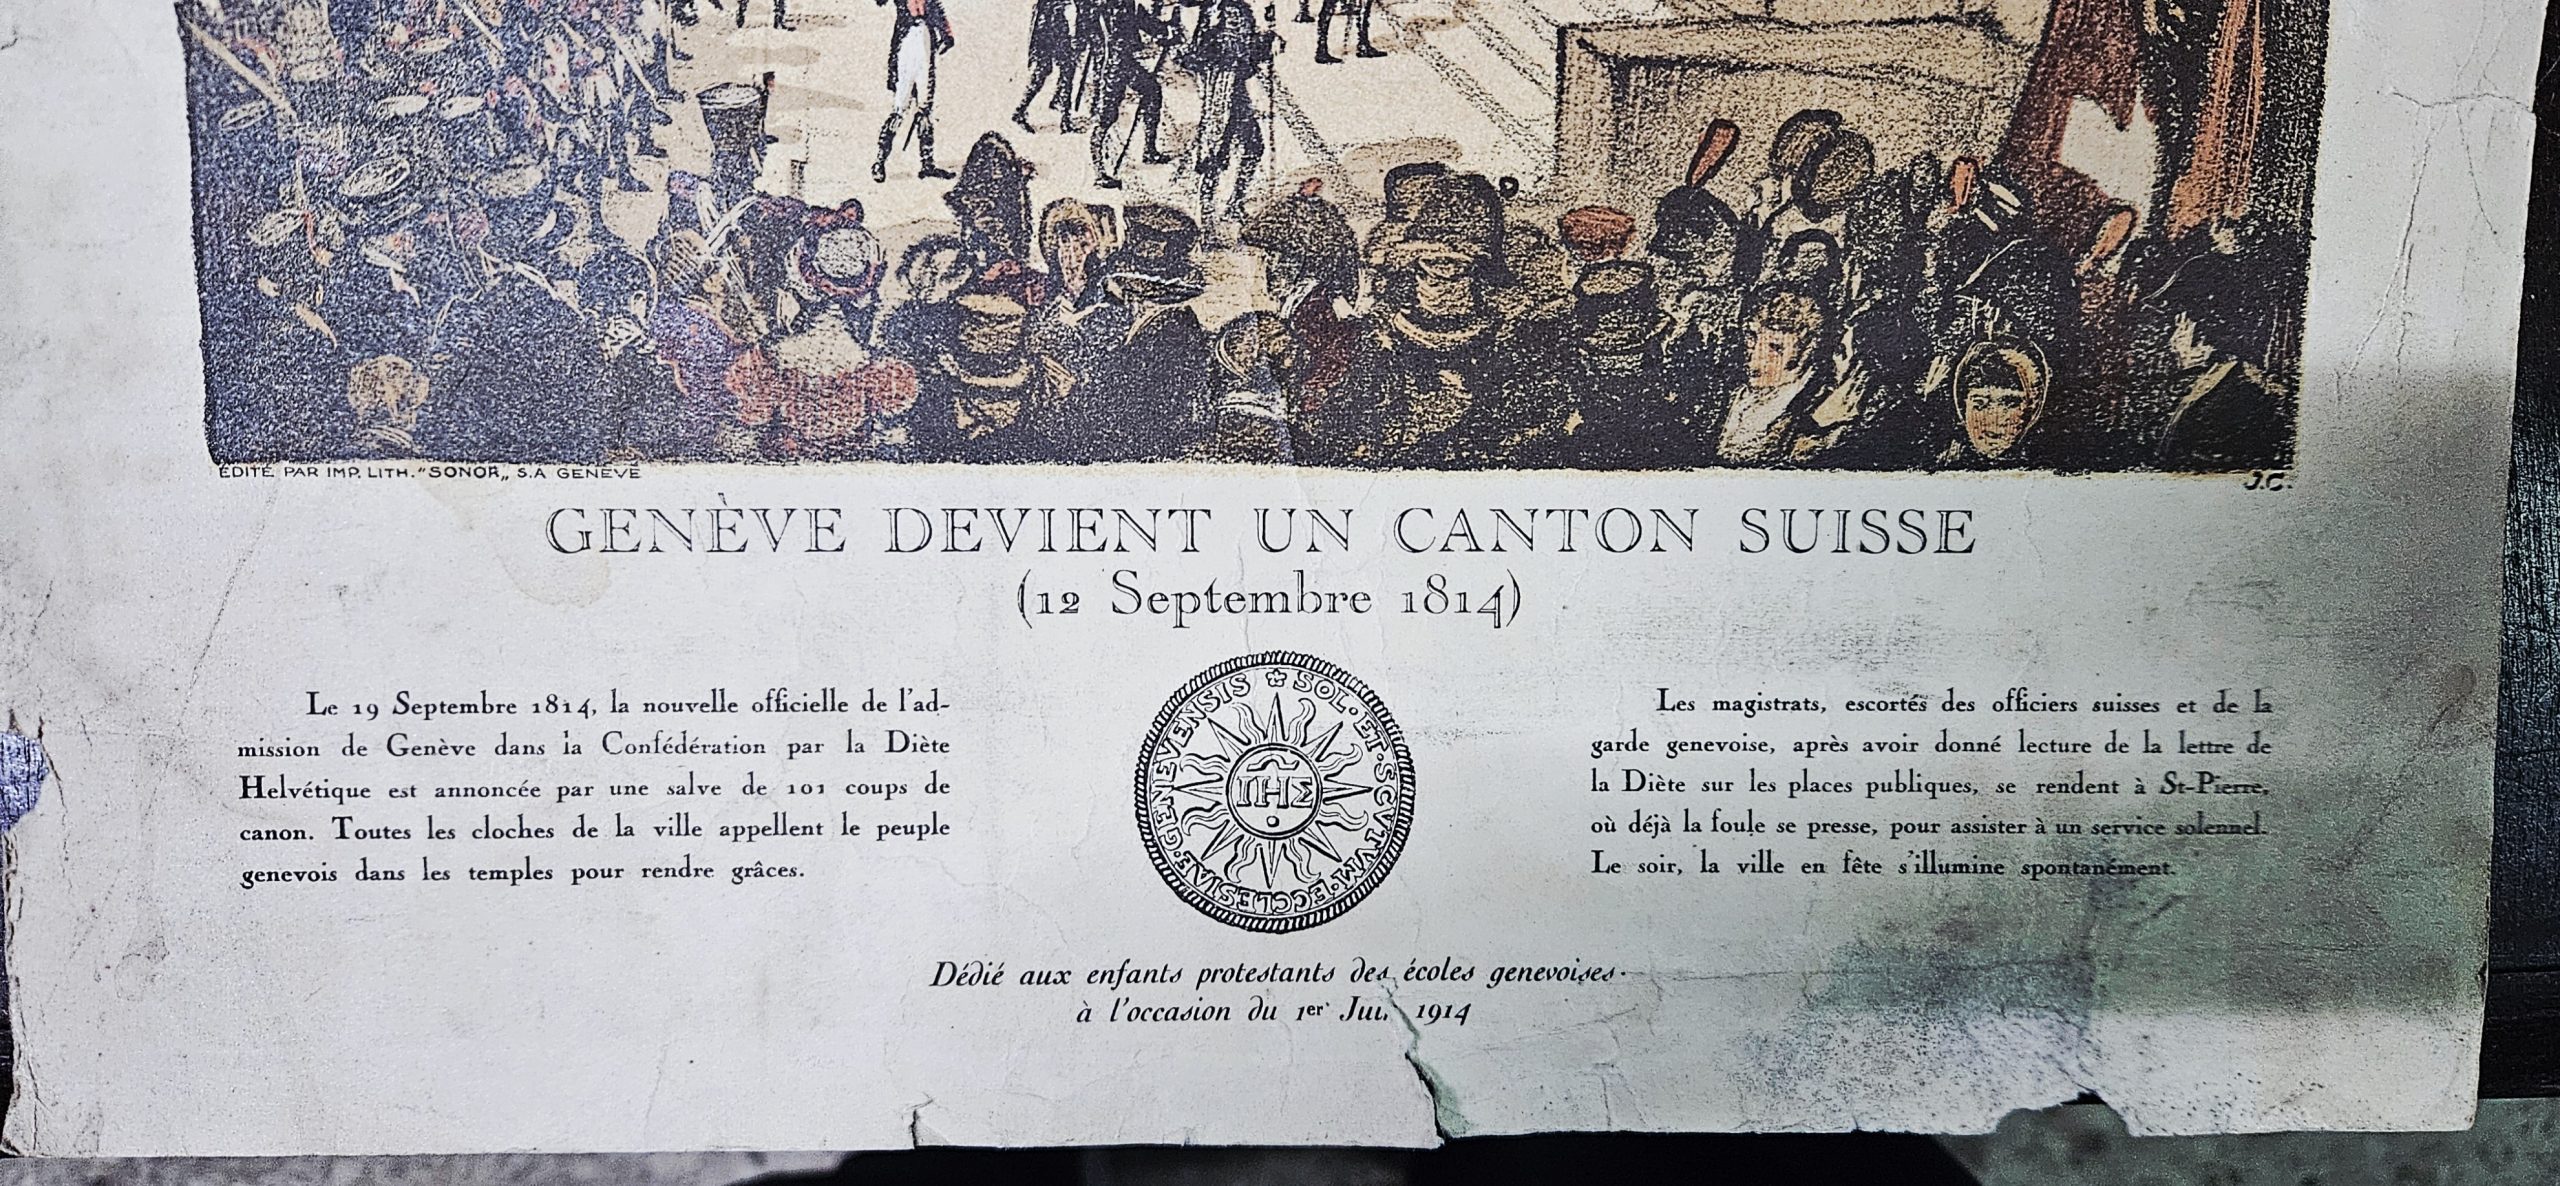 ÉDITÉ PAR IMP. LITH. "SONOR„ S.A GENÈVE
J.C.
GENÈVE DEVIENT UN CANTON SUISSE
(12 Septembre 1814)
Le 19 Septembre 1814, la nouvelle officielle de l'ad-
mission de Genève dans la Confédération par la Diète
Helvétique est annoncée par une salve de 101 coups de
canon. Toutes les cloches de la ville appellent le peuple
genevois dans les temples pour rendre grâces.
SOL·ET·SCVTVM·ECCLESIAE·GENEVENSIS
IHΣ
Les magistrats, escortés des officiers suisses et de la
garde genevoise, après avoir donné lecture de la lettre de
la Diète sur les places publiques, se rendent à St-Pierre,
où déjà la foule se presse, pour assister à un service solennel.
Le soir, la ville en fête s'illumine spontanément.
Dédié aux enfants protestants des écoles genevoises.
à l'occasion du 1er 1914